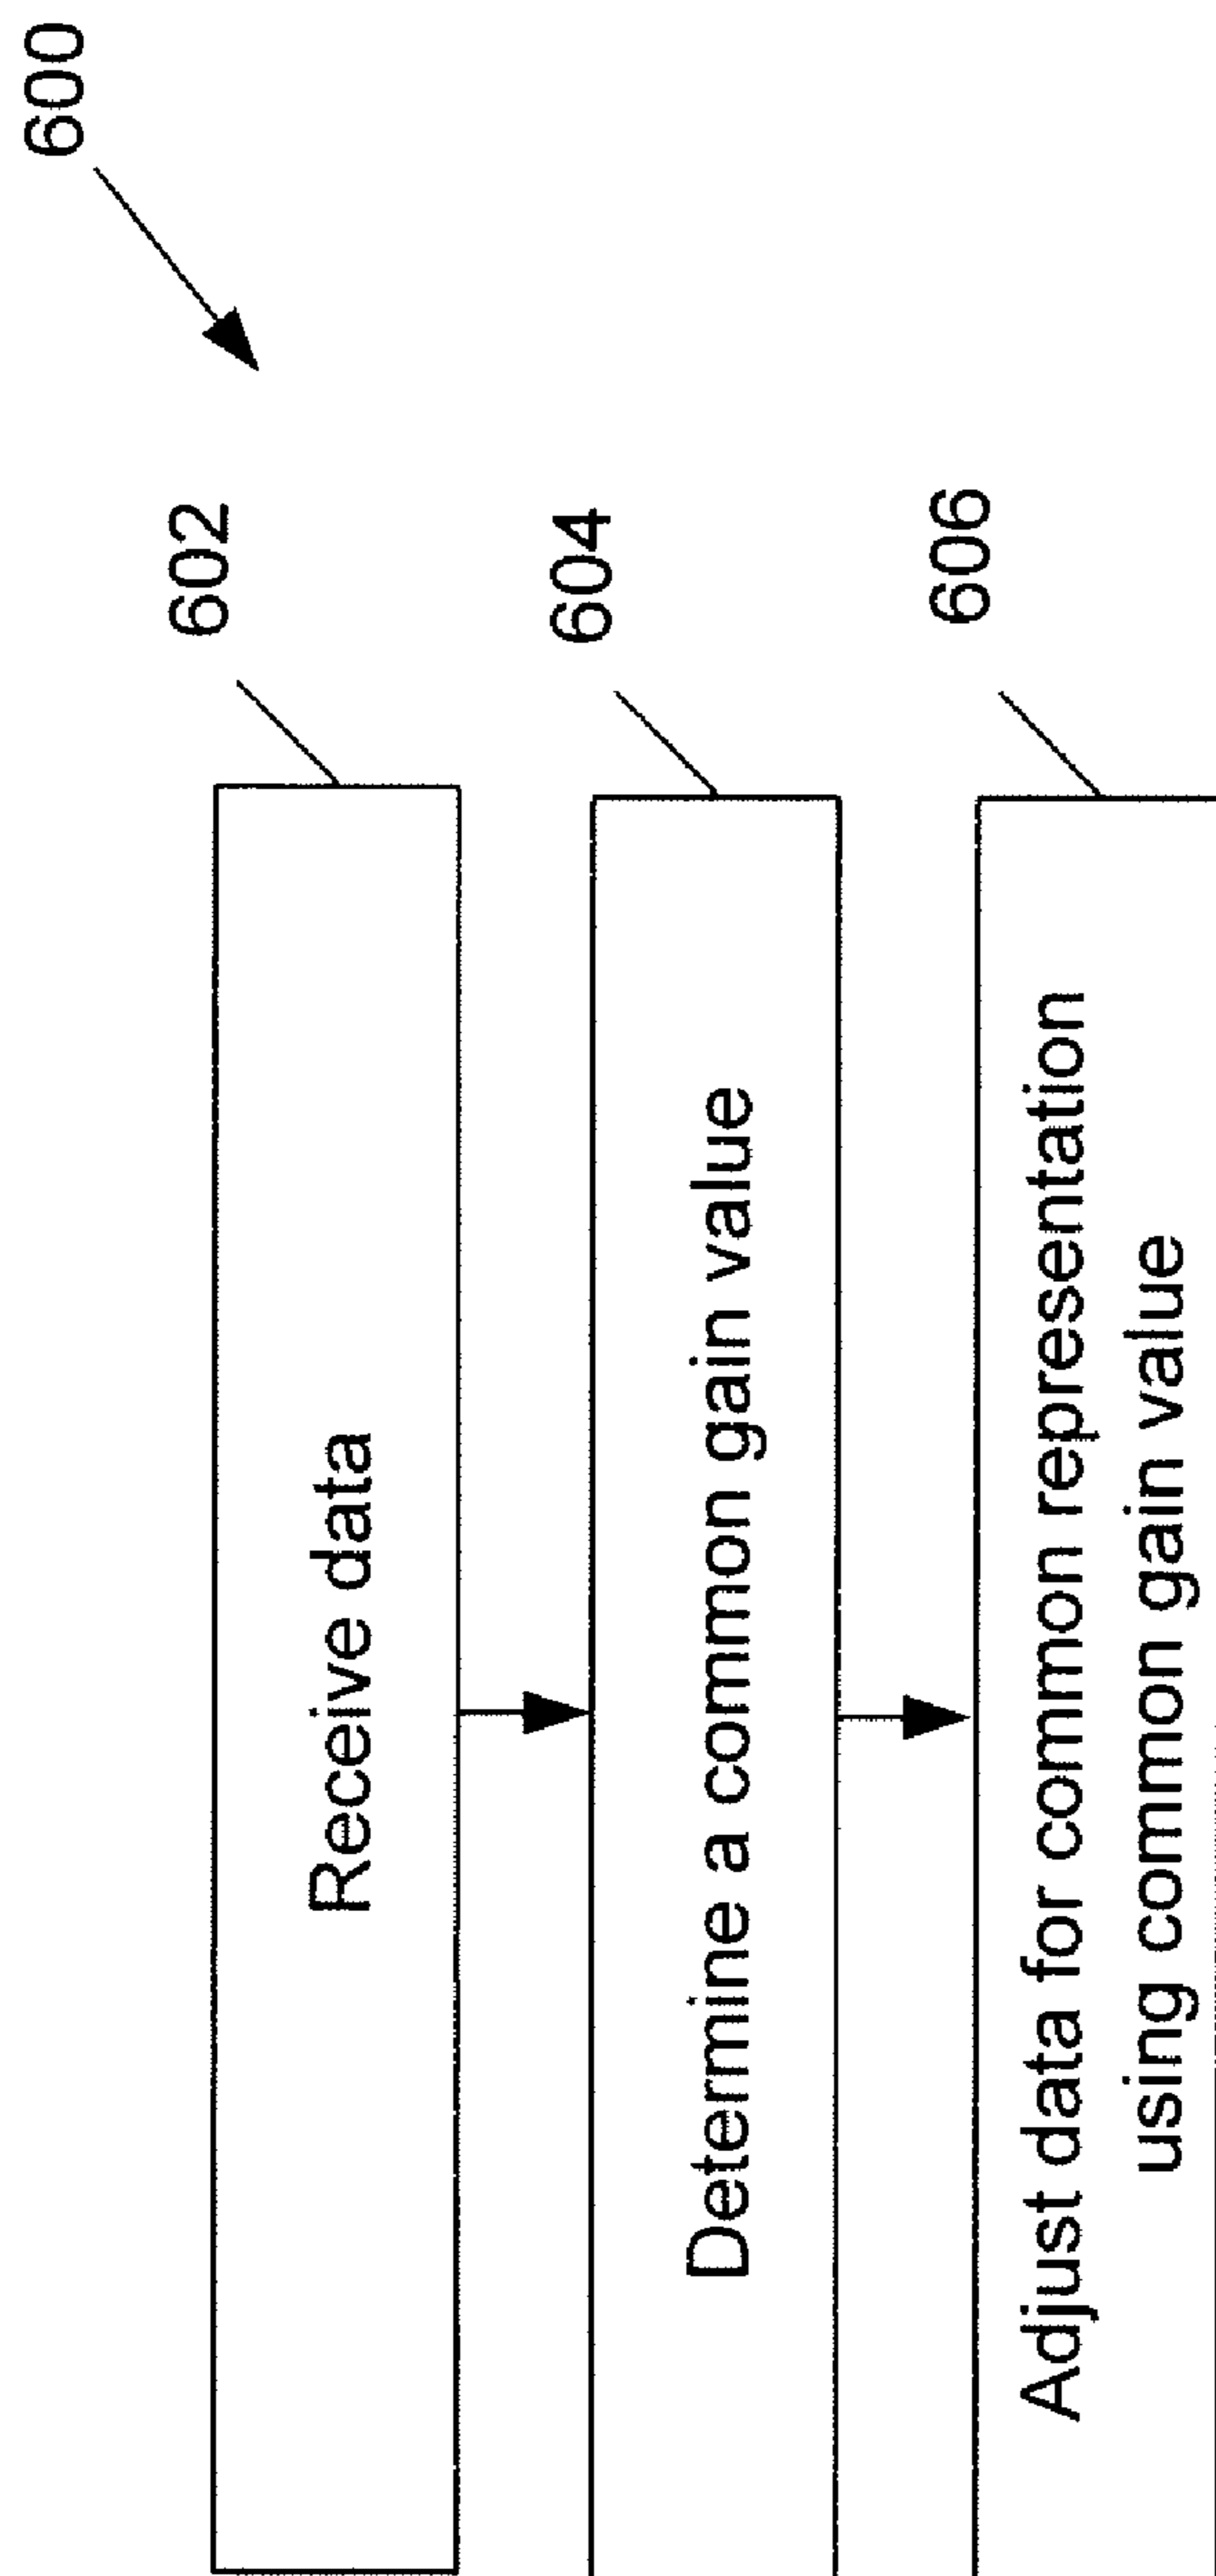 600
602
Receive data
604
Determine a common gain value
606
Adjust data for common representation
using common gain value